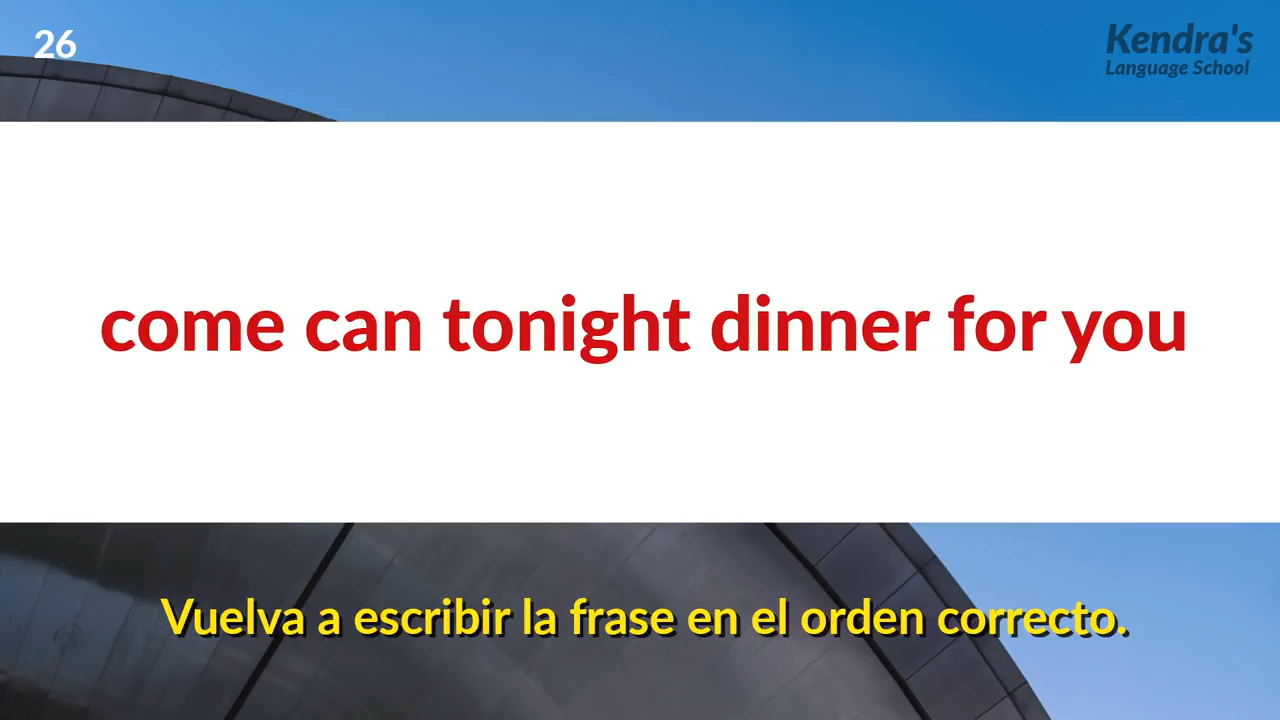 26
Kendra's
Language School
come can tonight dinner for you
Vuelva a escribir la frase en el orden correcto.